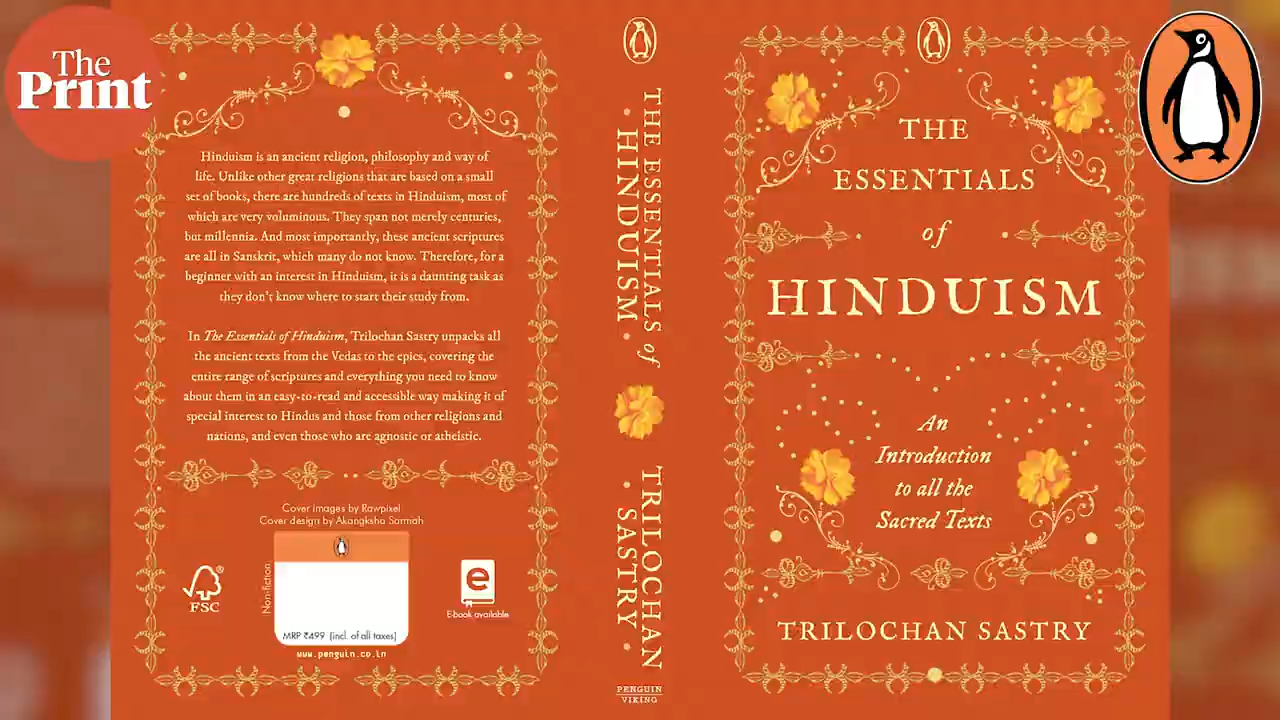 The
Print
Hinduism is an ancient religion, philosophy and way of
life. Unlike other great religions that are based on a small
set of books, there are hundreds of texts in Hinduism, most of
which are very voluminous. They span not merely centuries,
but millennia. And most importantly, these ancient scriptures
are all in Sanskrit, which many do not know. Therefore, for a
beginner with an interest in Hinduism, it is a daunting task as
they don't know where to start their study from.
In The Essentials of Hinduism, Trilochan Sastry unpacks all
the ancient texts from the Vedas to the epics, covering the
entire range of scriptures and everything you need to know
about them in an easy-to-read and accessible way making it of
special interest to Hindus and those from other religions and
nations, and even those who are agnostic or atheistic.
Cover images by Rawpixel
Cover design by Akangksha Sarmah
FSC
Non-fiction
MRP ₹499 (incl. of all taxes)
www.penguin.co.in
e
E-book available
THE ESSENTIALS of
· HINDUISM ·
TRILOCHAN
· SASTRY ·
PENGUIN
VIKING
THE
ESSENTIALS
of
HINDUISM
An
Introduction
to all the
Sacred Texts
TRILOCHAN SASTRY